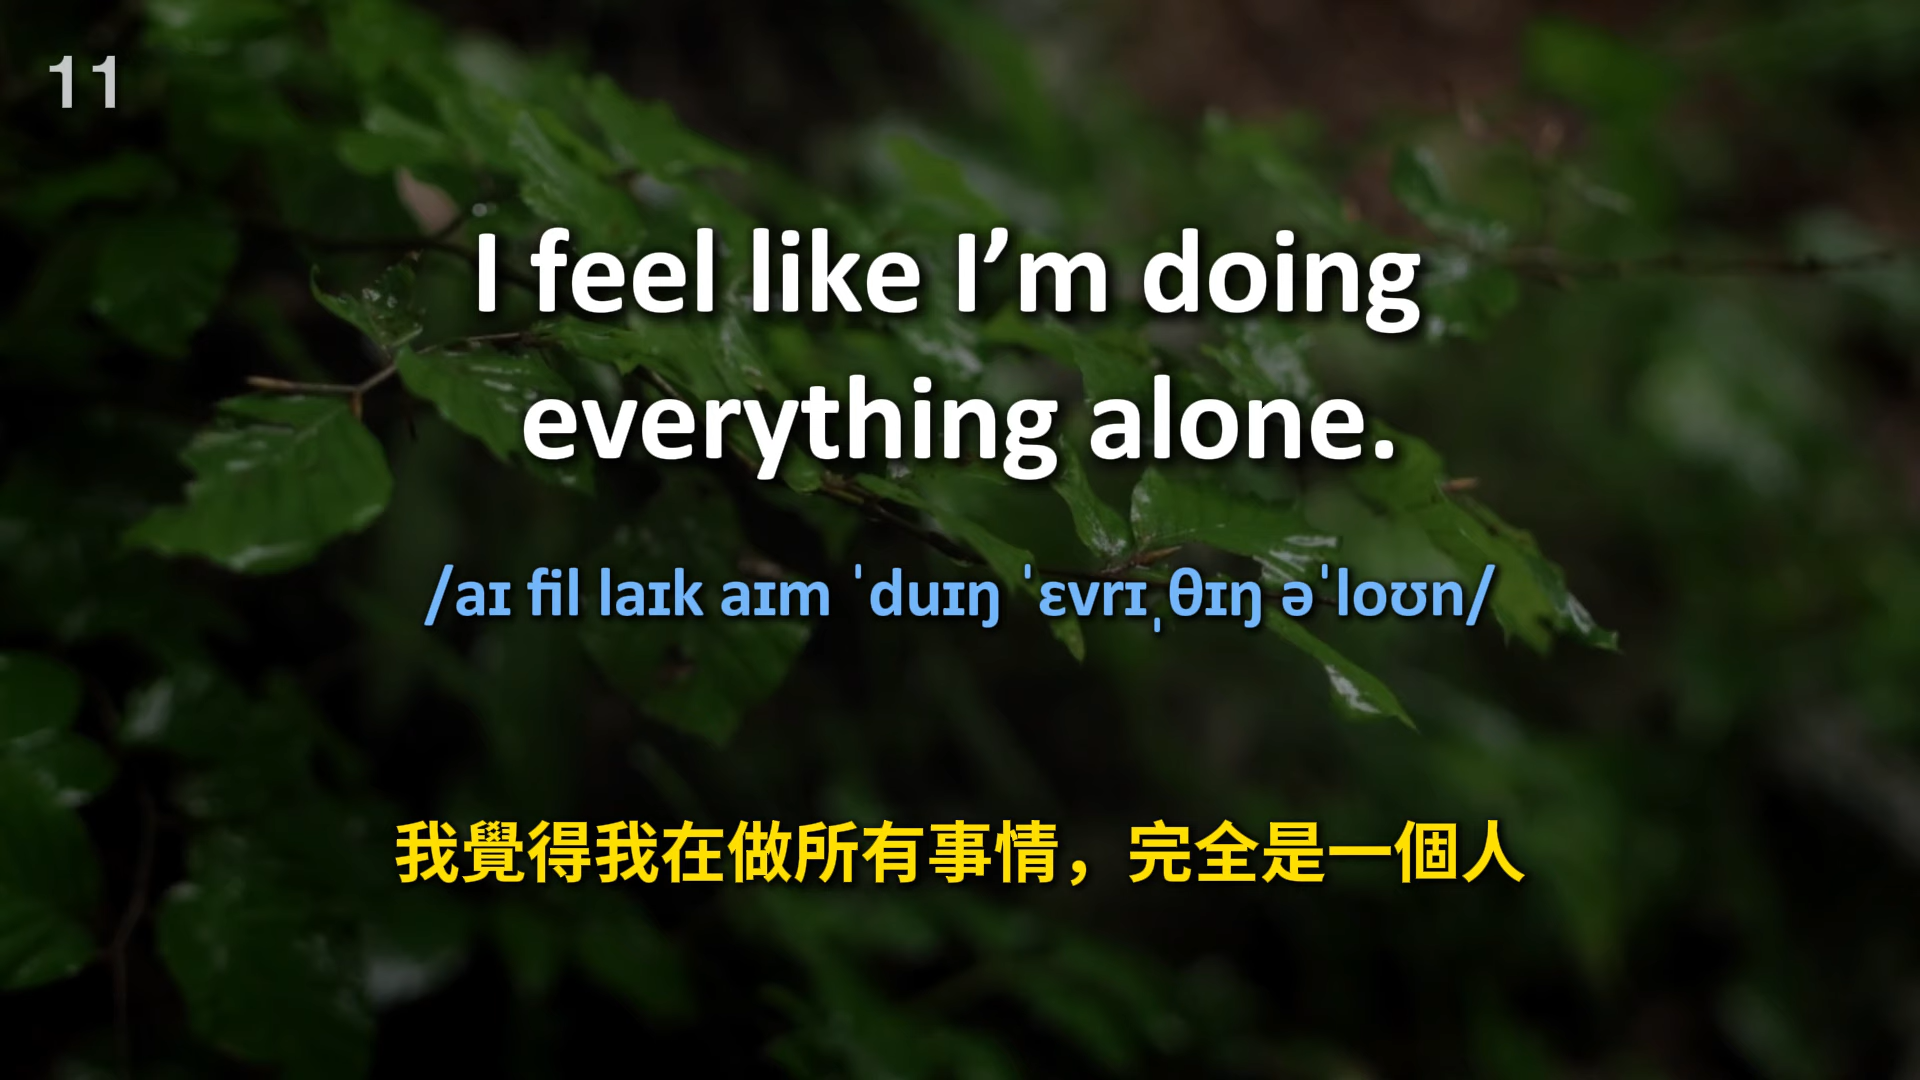 11
I feel like I’m doing
everything alone.
/aɪ fil laɪk aɪm ˈduɪŋ ˈɛvrɪˌθɪŋ əˈloʊn/
我覺得我在做所有事情，完全是一個人